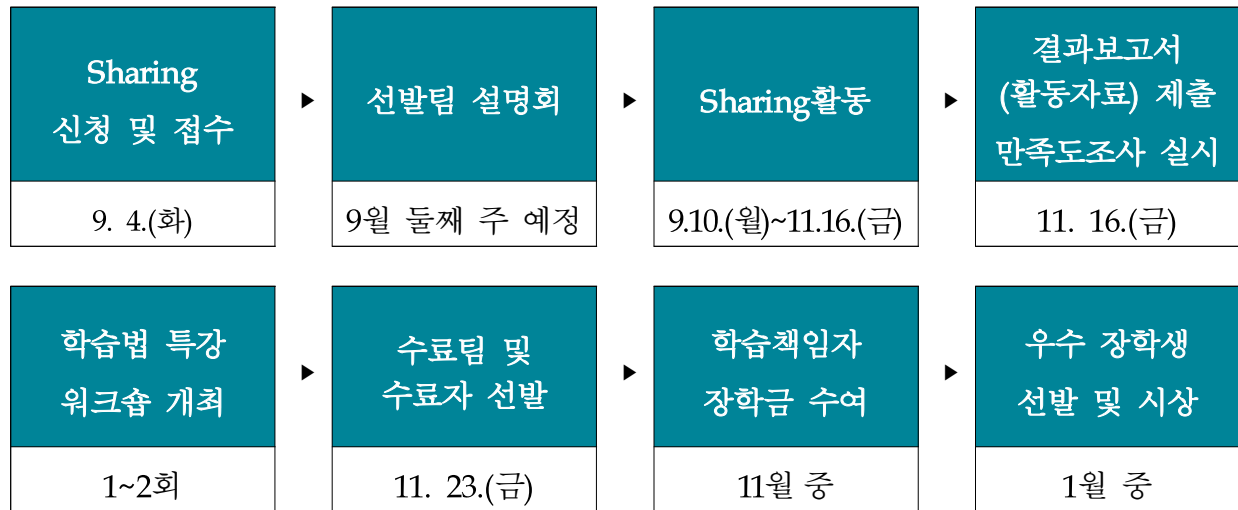 Sharing
신청 및 접수
▶
선발팀 설명회
▶
Sharing활동
▶
결과보고서
(활동자료) 제출
만족도조사 실시
9. 4.(화)
9월 둘째 주 예정
9.10.(월)~11.16.(금)
11. 16.(금)
학습법 특강
워크숍 개최
▶
수료팀 및
수료자 선발
▶
학습책임자
장학금 수여
▶
우수 장학생
선발 및 시상
1~2회
11. 23.(금)
11월 중
1월 중